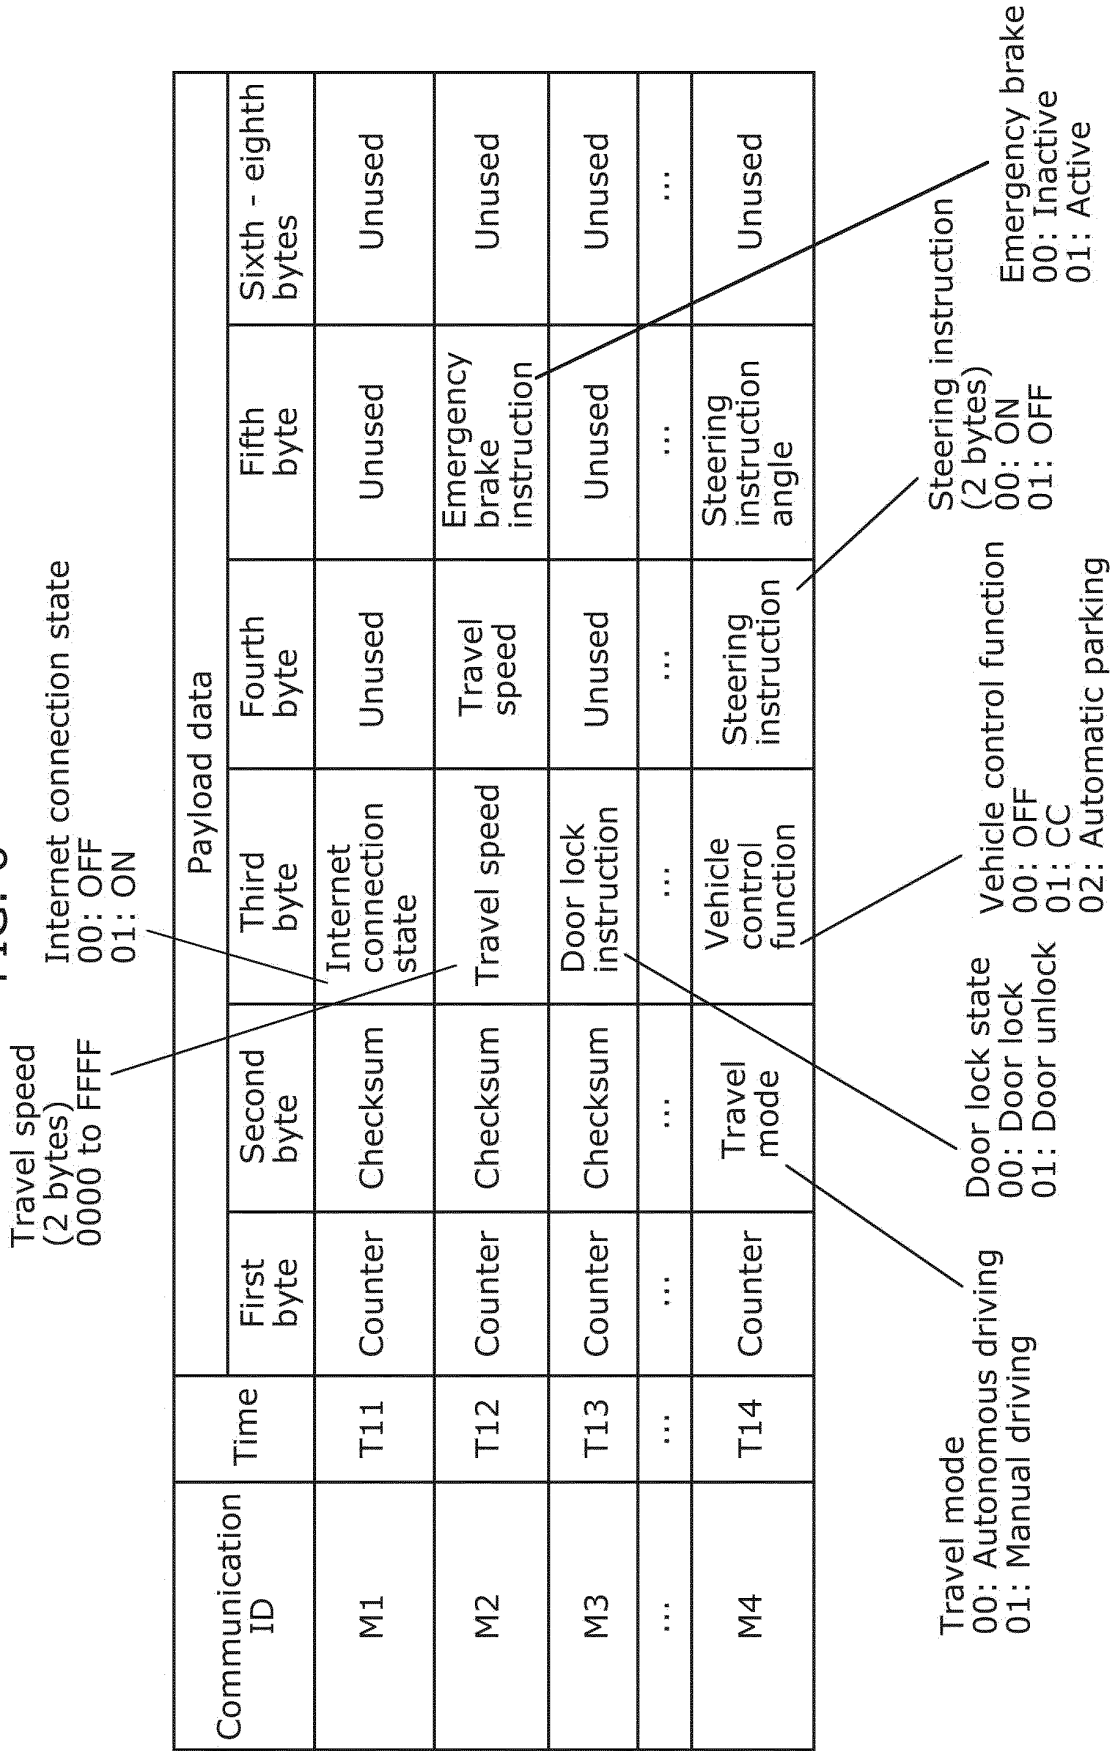 FIG.
Travel speed
(2 bytes)
0000 to FFFF
Internet connection state
00: OFF
01: ON
Communication
ID
Time
Payload data
First
byte
Second
byte
Third
byte
Fourth
byte
Fifth
byte
Sixth - eighth
bytes
M1
T11
Counter
Checksum
Internet
connection
state
Unused
Unused
Unused
M2
T12
Counter
Checksum
Travel speed
Travel
speed
Emergency
brake
instruction
Unused
M3
T13
Counter
Checksum
Door lock
instruction
Unused
Unused
Unused
...
...
...
...
...
...
...
...
M4
T14
Counter
Travel
mode
Vehicle
control
function
Steering
instruction
Steering
instruction
angle
Unused
Travel mode
00: Autonomous driving
01: Manual driving
Door lock state
00: Door lock
01: Door unlock
Vehicle control function
00: OFF
01: CC
02: Automatic parking
Steering instruction
(2 bytes)
00: ON
01: OFF
Emergency brake
00: Inactive
01: Active